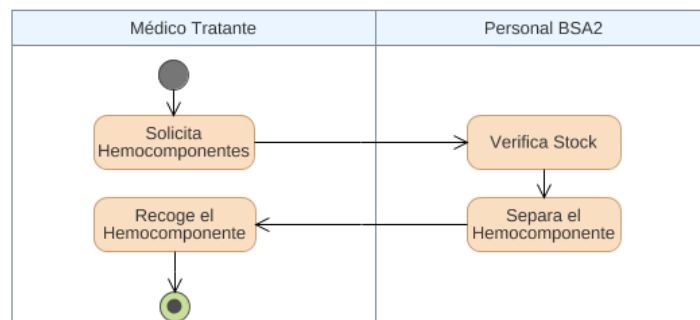 Médico Tratante
Personal BSA2
Solicita
Hemocomponentes
Verifica Stock
Recoge el
Hemocomponente
Separa el
Hemocomponente